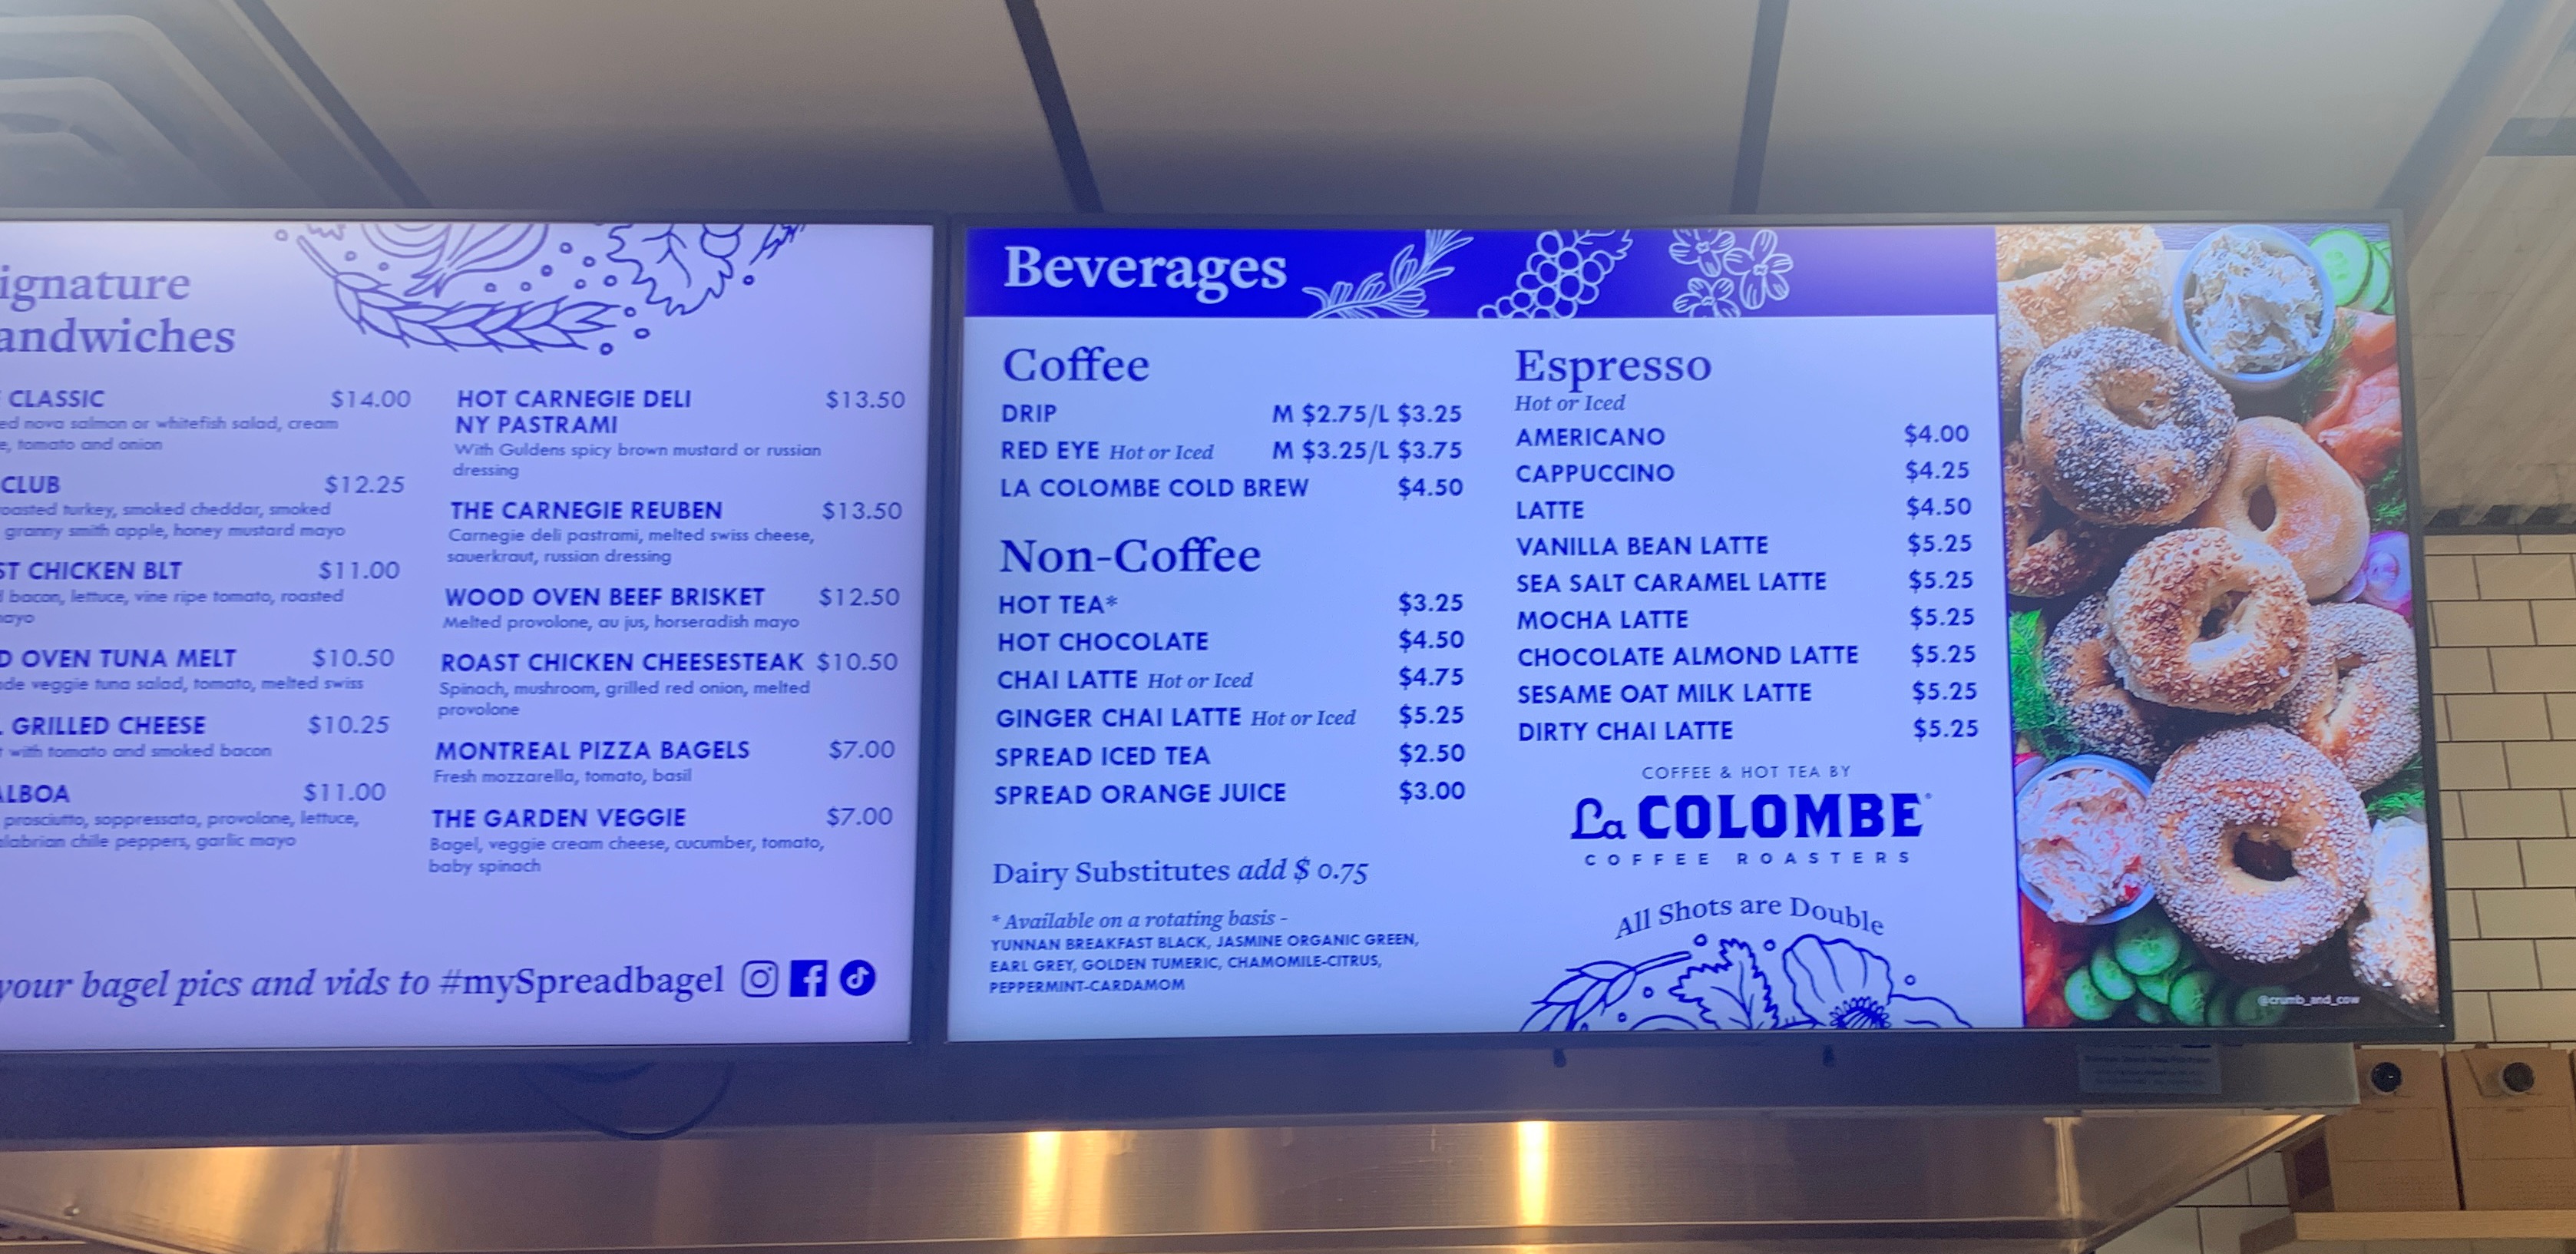 ignature
andwiches
CLASSIC $14.00
ed nova salmon or whitefish salad, cream
e, tomato and onion
CLUB $12.25
oasted turkey, smoked cheddar, smoked
granny smith apple, honey mustard mayo
ST CHICKEN BLT $11.00
bacon, lettuce, vine ripe tomato, roasted
ayo
D OVEN TUNA MELT $10.50
de veggie tuna salad, tomato, melted swiss
GRILLED CHEESE $10.25
with tomato and smoked bacon
ALBOA $11.00
prosciutto, soppressata, provolone, lettuce,
alabrian chile peppers, garlic mayo
HOT CARNEGIE DELI $13.50
NY PASTRAMI
With Guldens spicy brown mustard or russian
dressing
THE CARNEGIE REUBEN $13.50
Carnegie deli pastrami, melted swiss cheese,
sauerkraut, russian dressing
WOOD OVEN BEEF BRISKET $12.50
Melted provolone, au jus, horseradish mayo
ROAST CHICKEN CHEESESTEAK $10.50
Spinach, mushroom, grilled red onion, melted
provolone
MONTREAL PIZZA BAGELS $7.00
Fresh mozzarella, tomato, basil
THE GARDEN VEGGIE $7.00
Bagel, veggie cream cheese, cucumber, tomato,
baby spinach
your bagel pics and vids to #mySpreadbagel
Beverages
Coffee
DRIP M $2.75/L $3.25
RED EYE Hot or Iced M $3.25/L $3.75
LA COLOMBE COLD BREW $4.50
Non-Coffee
HOT TEA* $3.25
HOT CHOCOLATE $4.50
CHAI LATTE Hot or Iced $4.75
GINGER CHAI LATTE Hot or Iced $5.25
SPREAD ICED TEA $2.50
SPREAD ORANGE JUICE $3.00
Dairy Substitutes add $ 0.75
* Available on a rotating basis -
YUNNAN BREAKFAST BLACK, JASMINE ORGANIC GREEN,
EARL GREY, GOLDEN TUMERIC, CHAMOMILE-CITRUS,
PEPPERMINT-CARDAMOM
Espresso
Hot or Iced
AMERICANO $4.00
CAPPUCCINO $4.25
LATTE $4.50
VANILLA BEAN LATTE $5.25
SEA SALT CARAMEL LATTE $5.25
MOCHA LATTE $5.25
CHOCOLATE ALMOND LATTE $5.25
SESAME OAT MILK LATTE $5.25
DIRTY CHAI LATTE $5.25
COFFEE & HOT TEA BY
La COLOMBE
COFFEE ROASTERS
All Shots are Double
@crumb_and_cow